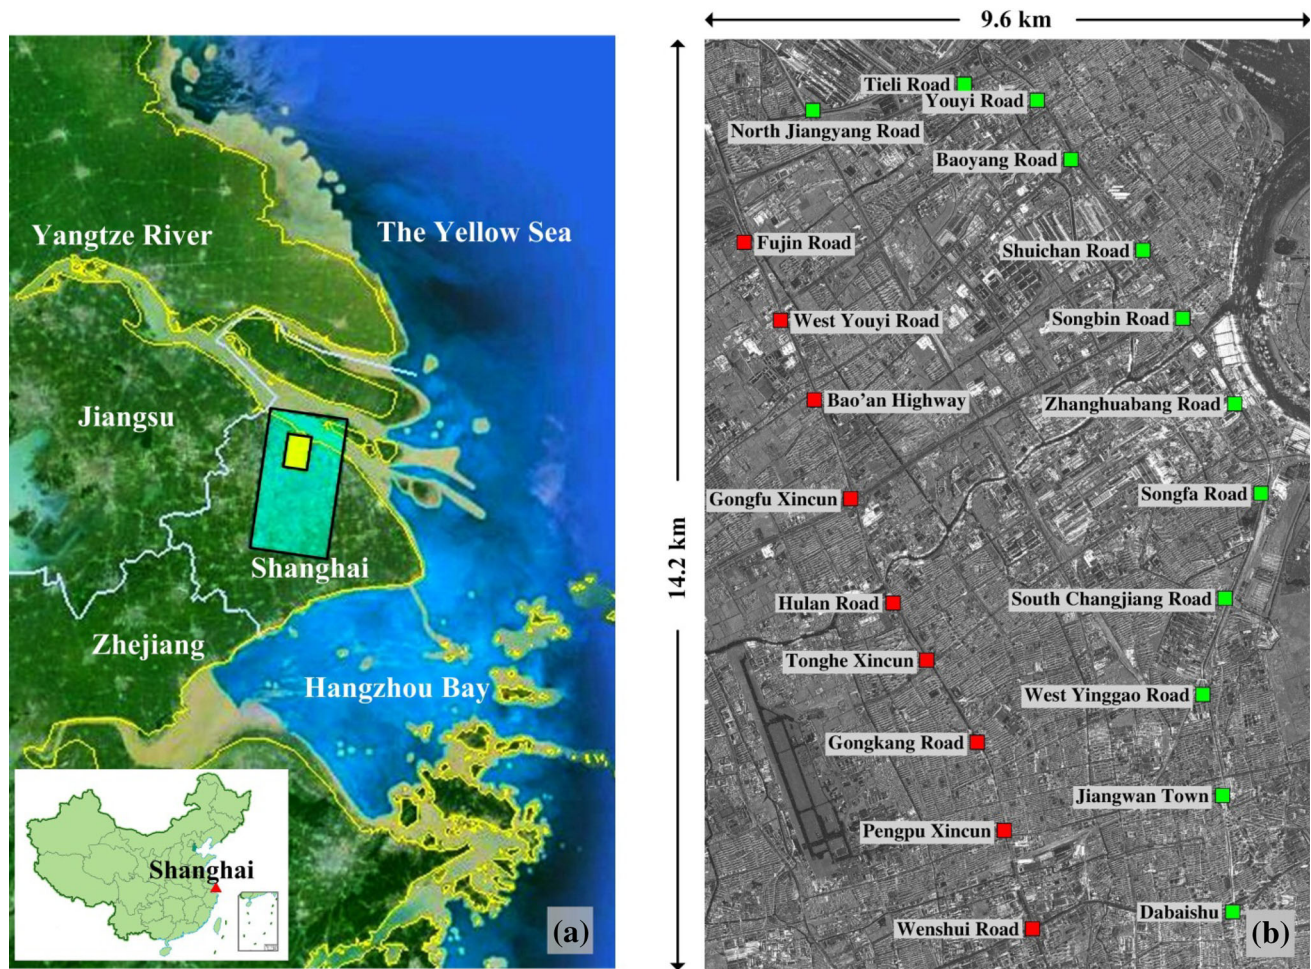 Yangtze River
The Yellow Sea
Jiangsu
Shanghai
Zhejiang
Hangzhou Bay
Shanghai
(a)
9.6 km
14.2 km
Tieli Road
Youyi Road
North Jiangyang Road
Baoyang Road
Fujin Road
Shuichan Road
West Youyi Road
Songbin Road
Bao'an Highway
Zhanghuabang Road
Gongfu Xincun
Songfa Road
Hulan Road
South Changjiang Road
Tonghe Xincun
West Yinggao Road
Gongkang Road
Jiangwan Town
Pengpu Xincun
Dabaishu
Wenshui Road
(b)